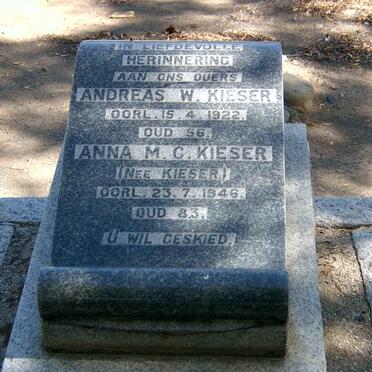 IN LIEFDEVOLLE
HERINNERING
AAN ONS OUERS
ANDREAS W. KIESER
OORL. 15. 4. 1922.
OUD 56.
ANNA M. C. KIESER
(NEE KIESER.)
OORL. 23. 7. 1946.
OUD 83.
U WIL GESKIED.